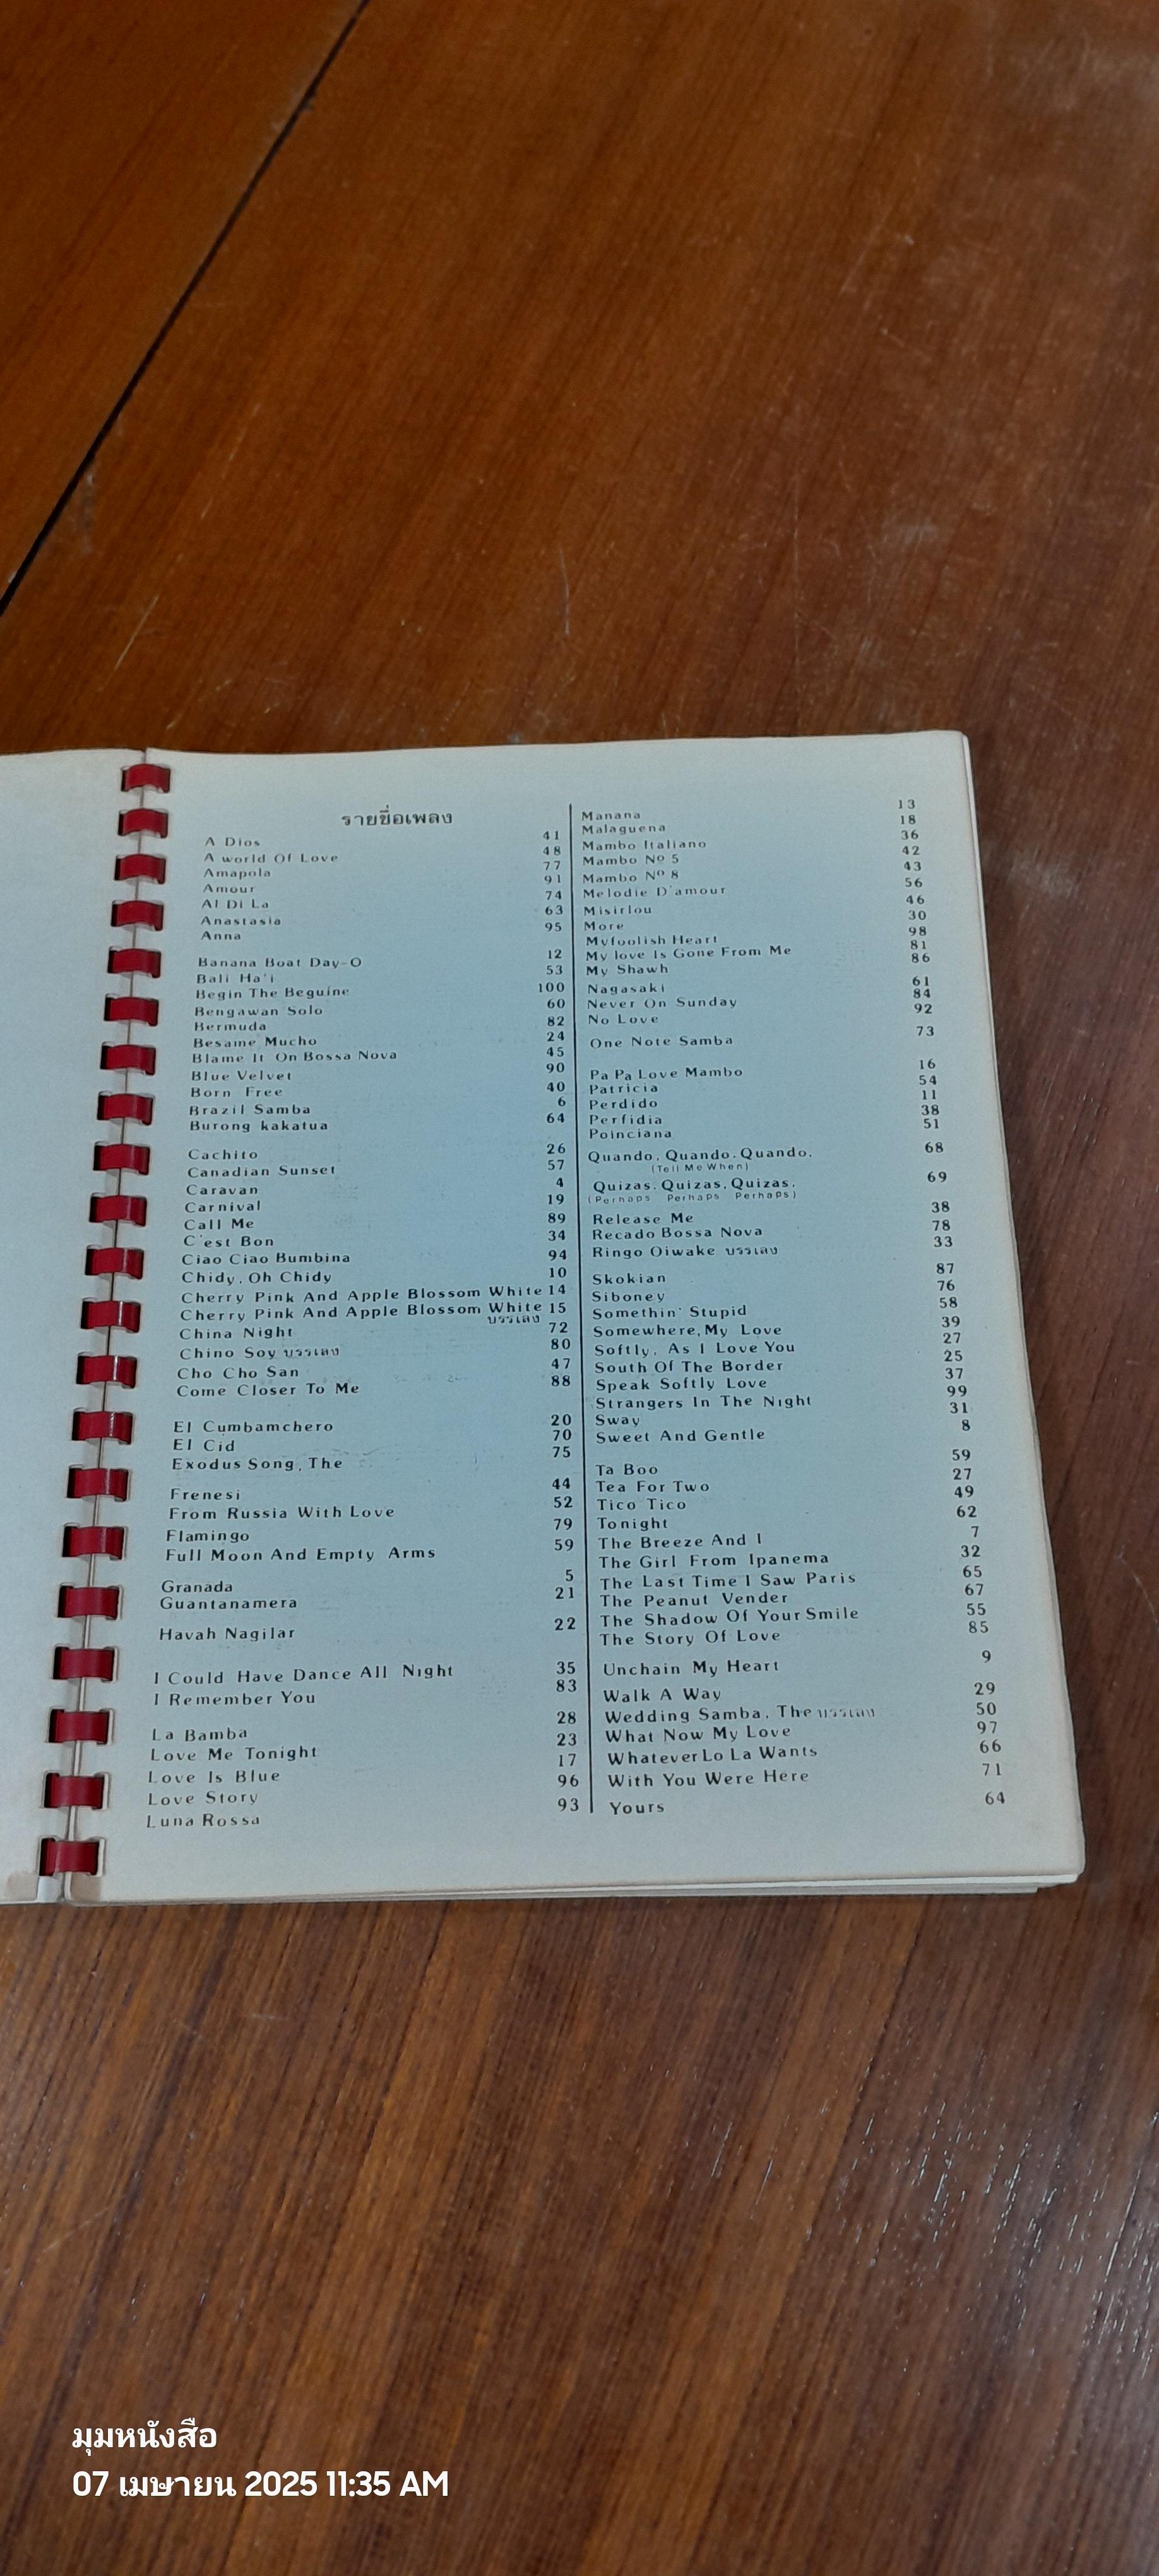 รายชื่อเพลง
A Dios 41
A world Of Love 48
Amapola 77
Amour 91
Al Di La 74
Anastasia 63
Anna 95
Banana Boat Day-O 12
Bali Ha'i 53
Begin The Beguine 100
Bengawan Solo 60
Bermuda 82
Besame Mucho 24
Blame It On Bossa Nova 45
Blue Velvet 90
Born Free 40
Brazil Samba 6
Burong kakatua 64
Cachito 26
Canadian Sunset 57
Caravan 4
Carnival 19
Call Me 89
C'est Bon 34
Ciao Ciao Bumbina 94
Chidy, Oh Chidy 10
Cherry Pink And Apple Blossom White 14
Cherry Pink And Apple Blossom White 15
บรรเลง
China Night 72
Chino Soy บรรเลง 80
Cho Cho San 47
Come Closer To Me 88
El Cumbamchero 20
El Cid 70
Exodus Song, The 75
Frenesi 44
From Russia With Love 52
Flamingo 79
Full Moon And Empty Arms 59
Granada 5
Guantanamera 21
Havah Nagilar 22
I Could Have Dance All Night 35
I Remember You 83
La Bamba 28
Love Me Tonight 23
Love Is Blue 17
Love Story 96
Luna Rossa 93
Manana 13
Malaguena 18
Mambo Italiano 36
Mambo Nº 5 42
Mambo Nº 8 43
Melodie D'amour 56
Misirlou 46
More 30
Myfoolish Heart 98
My love Is Gone From Me 81
My Shawh 86
Nagasaki 61
Never On Sunday 84
No Love 92
One Note Samba 73
Pa Pa Love Mambo 16
Patricia 54
Perdido 11
Perfidia 38
Poinciana 51
Quando, Quando, Quando, 68
(Tell Me When)
Quizas, Quizas, Quizas, 69
(Perhaps Perhaps Perhaps)
Release Me 38
Recado Bossa Nova 78
Ringo Oiwake บรรเลง 33
Skokian 87
Siboney 76
Somethin' Stupid 58
Somewhere, My Love 39
Softly, As I Love You 27
South Of The Border 25
Speak Softly Love 37
Strangers In The Night 99
Sway 31
Sweet And Gentle 8
Ta Boo 59
Tea For Two 27
Tico Tico 49
Tonight 62
The Breeze And I 7
The Girl From Ipanema 32
The Last Time I Saw Paris 65
The Peanut Vender 67
The Shadow Of Your Smile 55
The Story Of Love 85
Unchain My Heart 9
Walk A Way 29
Wedding Samba, The บรรเลง 50
What Now My Love 97
Whatever Lo La Wants 66
With You Were Here 71
Yours 64
มุมหนังสือ
07 เมษายน 2025 11:35 AM